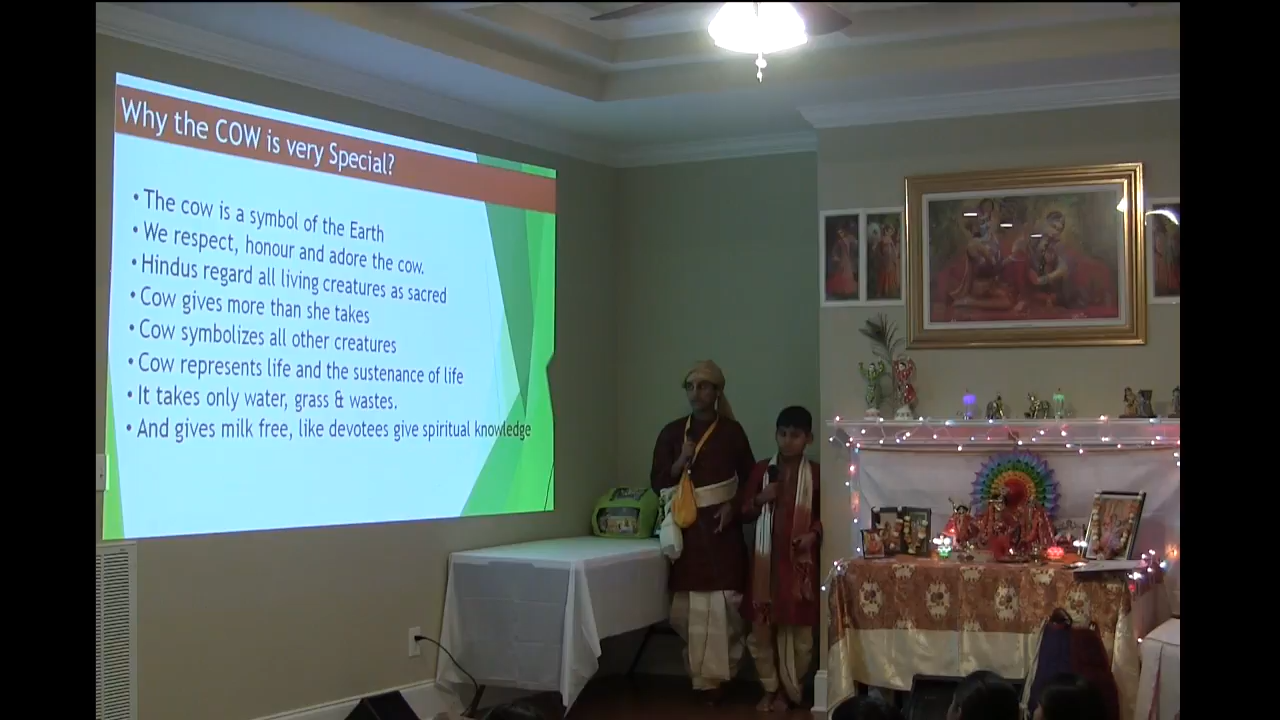 Why the COW is very Special?
• The cow is a symbol of the Earth
• We respect, honour and adore the cow.
• Hindus regard all living creatures as sacred
• Cow gives more than she takes
• Cow symbolizes all other creatures
• Cow represents life and the sustenance of life
• It takes only water, grass & wastes.
• And gives milk free, like devotees give spiritual knowledge